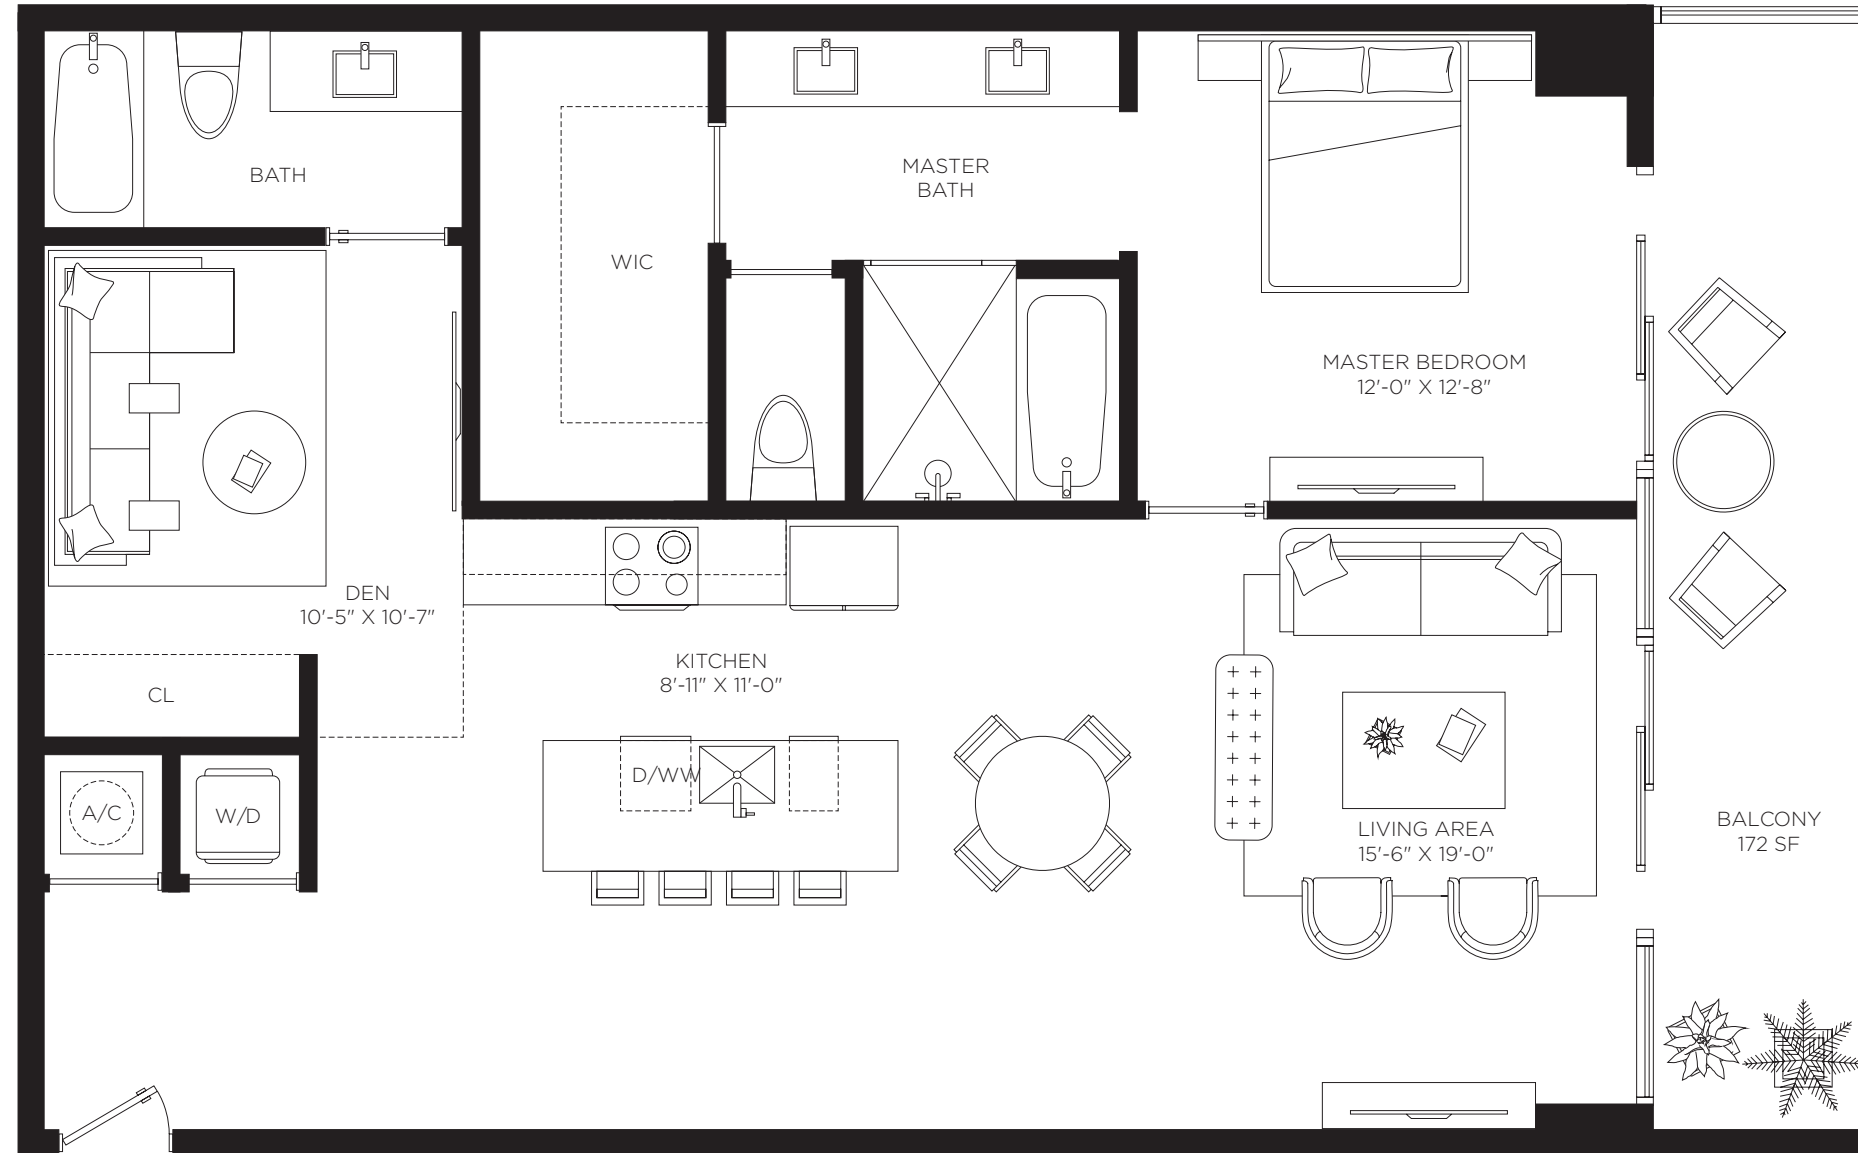 BATH
MASTER
BATH
WIC
MASTER BEDROOM
12'-0" X 12'-8"
DEN
10'-5" X 10'-7"
KITCHEN
8'-11" X 11'-0"
CL
D/WW
A/C
W/D
LIVING AREA
15'-6" X 19'-0"
BALCONY
172 SF